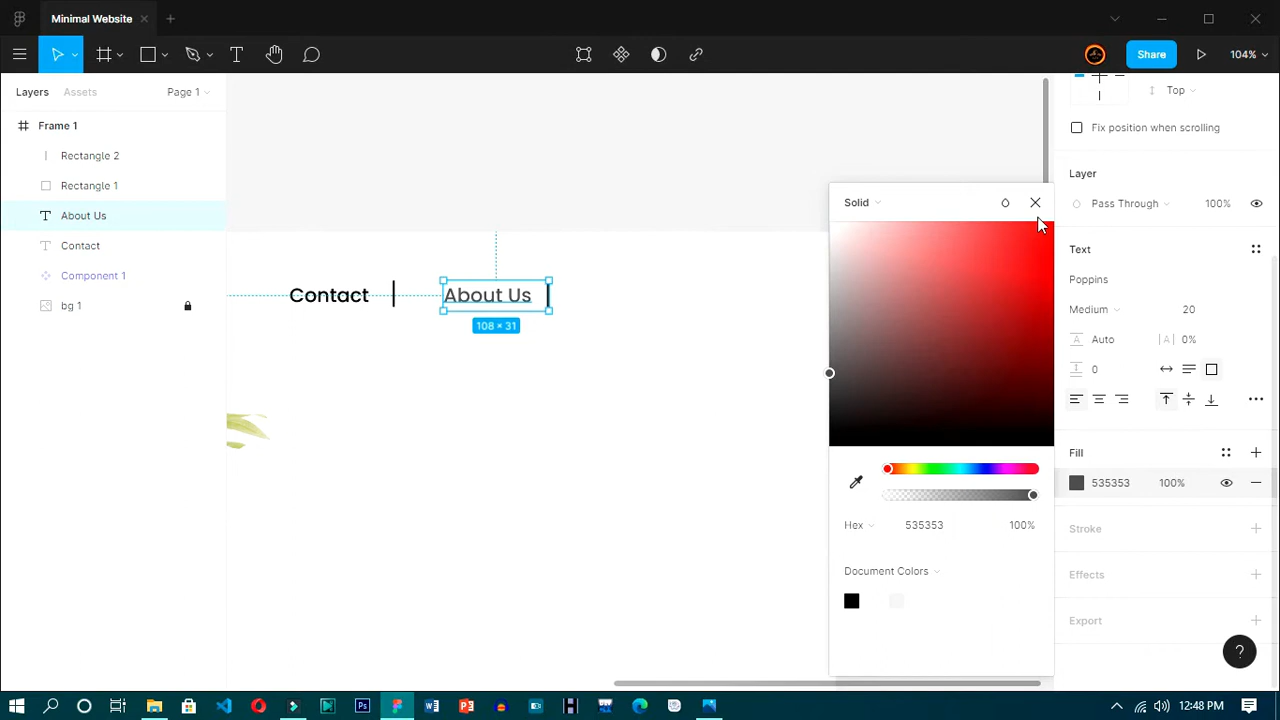 Minimal Website
Share
104%
Layers
Assets
Page 1
Frame 1
Rectangle 2
Rectangle 1
About Us
Contact
Component 1
bg 1
Contact
About Us
108 × 31
Solid
Hex
535353
100%
Document Colors
Top
Fix position when scrolling
Layer
Pass Through
100%
Text
Poppins
Medium
20
Auto
0%
0
Fill
535353
100%
Stroke
Effects
Export
?
12:48 PM